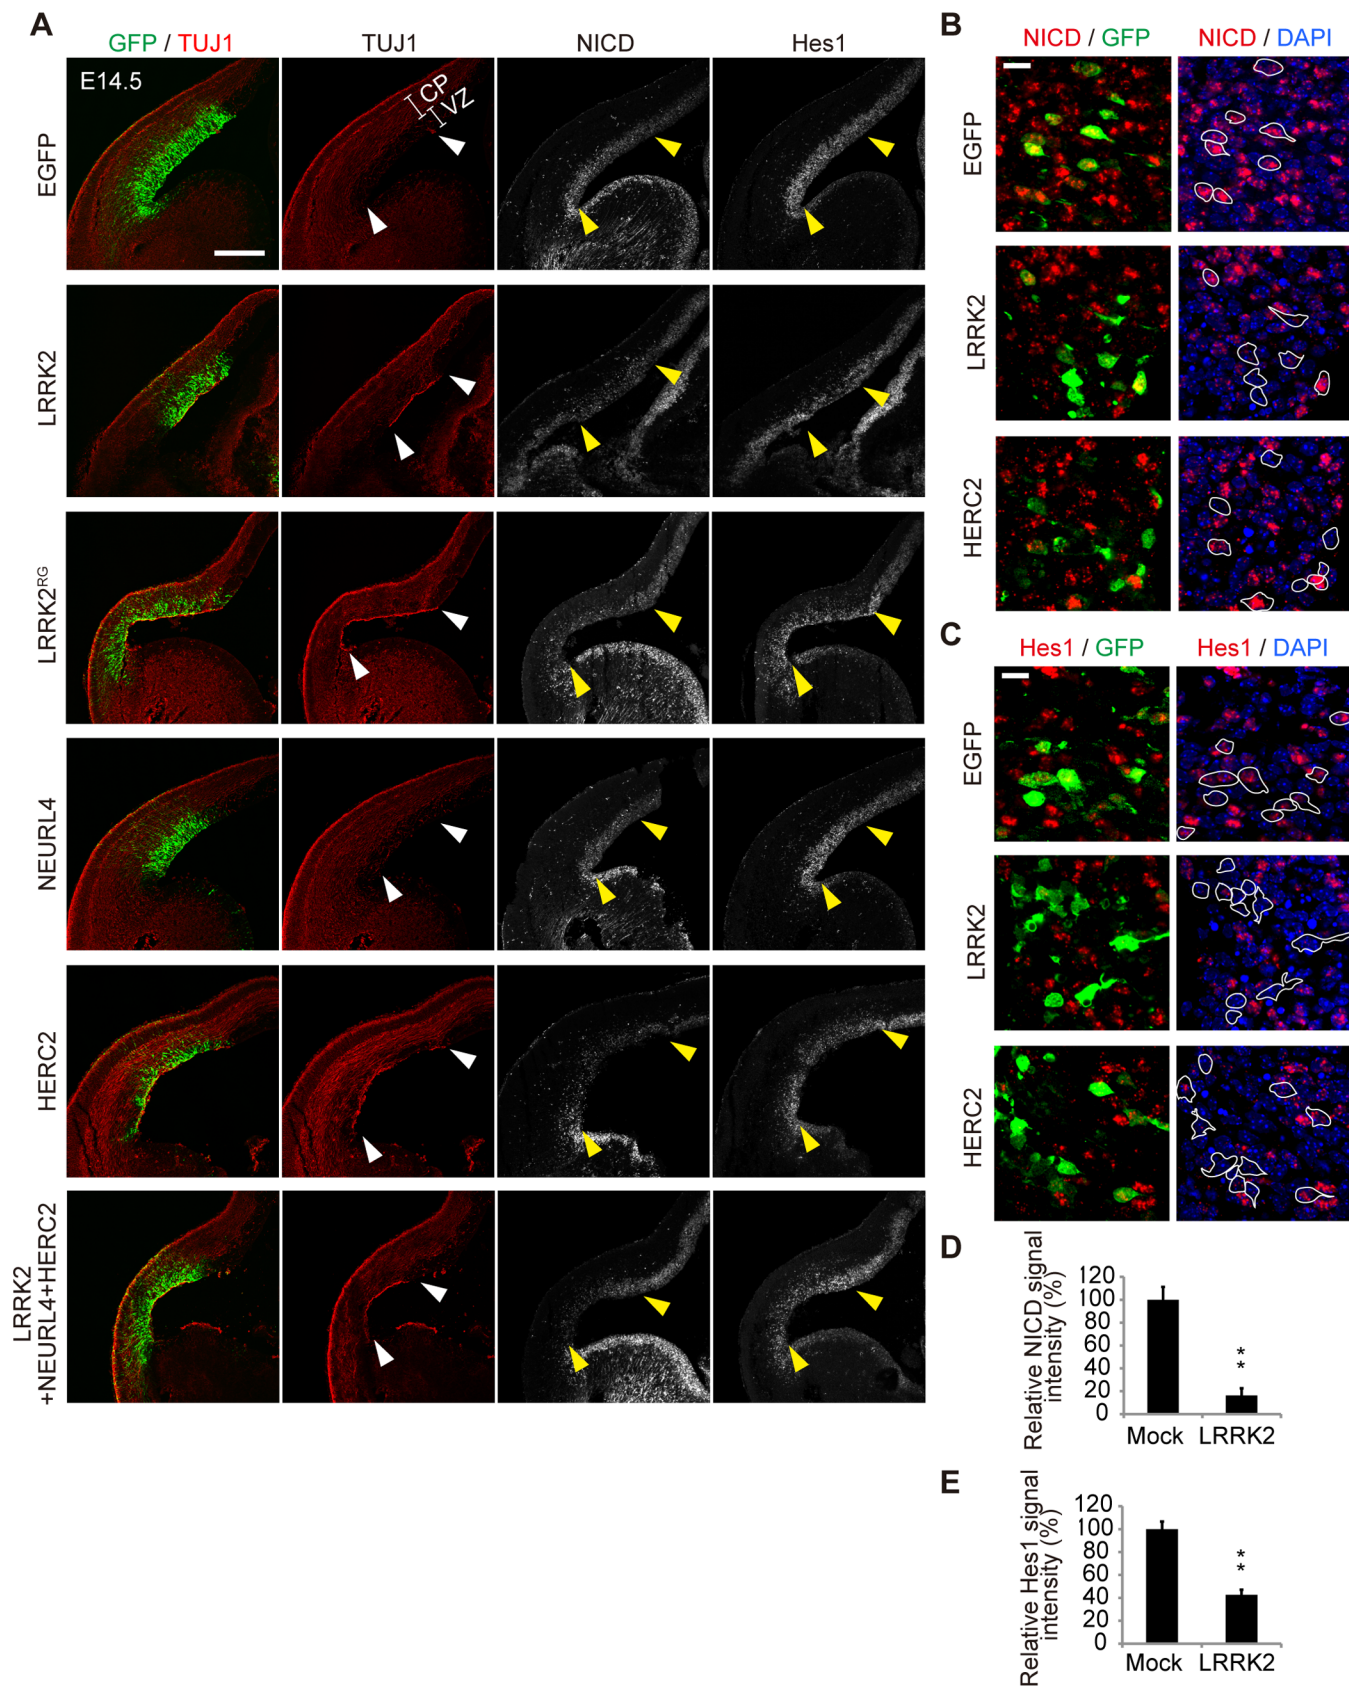 A
GFP / TUJ1
TUJ1
NICD
Hes1
E14.5
CP
VZ
EGFP
LRRK2
LRRK2RG
NEURL4
HERC2
LRRK2
+NEURL4+HERC2
B
NICD / GFP
NICD / DAPI
EGFP
LRRK2
HERC2
C
Hes1 / GFP
Hes1 / DAPI
EGFP
LRRK2
HERC2
D
Relative NICD signal
intensity (%)
120
100
80
60
40
20
0
**
Mock
LRRK2
E
Relative Hes1 signal
intensity (%)
120
100
80
60
40
20
0
**
Mock
LRRK2